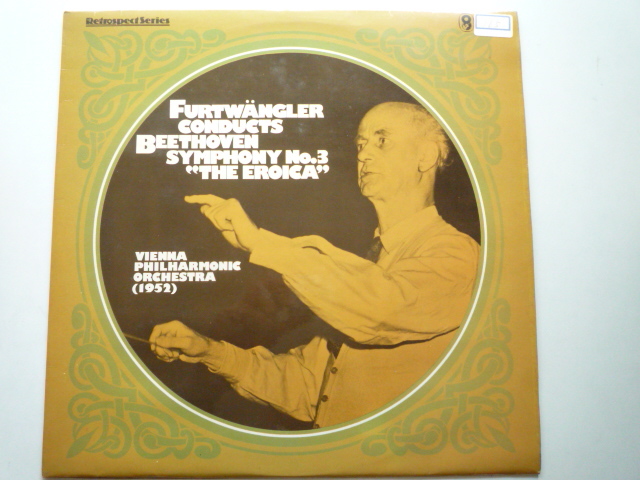 Retrospect Series
FURTWÄNGLER
CONDUCTS
BEETHOVEN
SYMPHONY No.3
"THE EROICA"
VIENNA
PHILHARMONIC
ORCHESTRA
(1952)